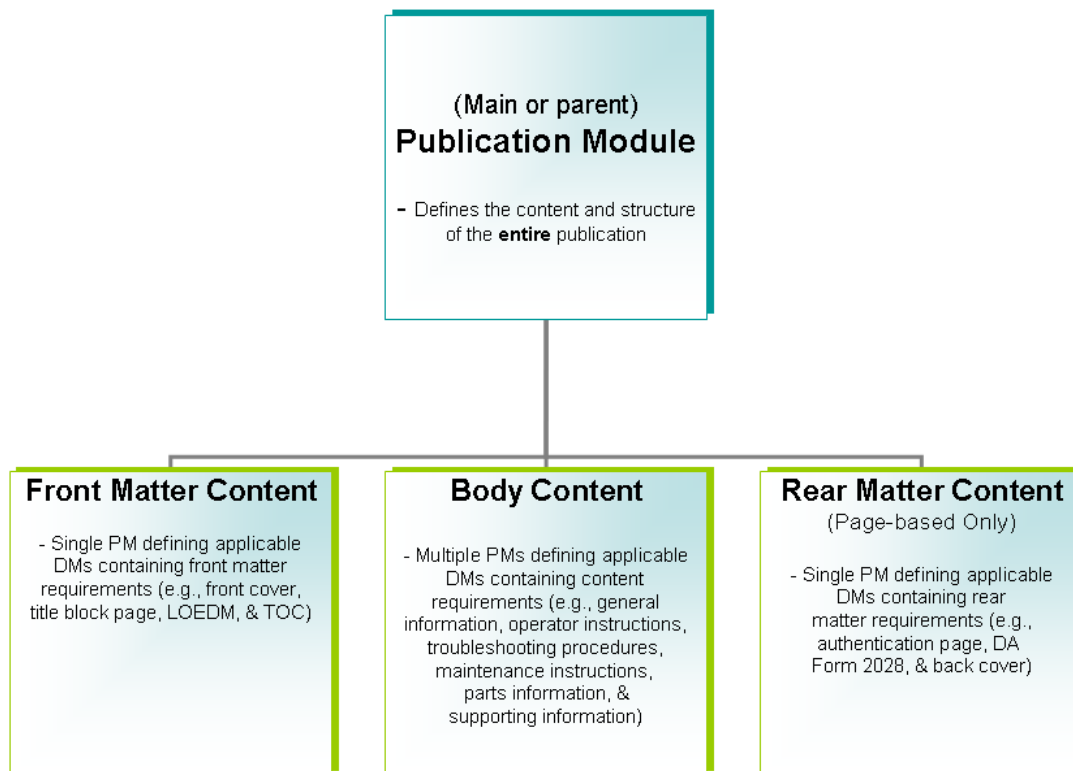 (Main or parent)
Publication Module
- Defines the content and structure
of the entire publication
Front Matter Content
- Single PM defining applicable
DMs containing front matter
requirements (e.g., front cover,
title block page, LOEDM, & TOC)
Body Content
- Multiple PMs defining applicable
DMs containing content
requirements (e.g., general
information, operator instructions,
troubleshooting procedures,
maintenance instructions,
parts information, &
supporting information)
Rear Matter Content
(Page-based Only)
- Single PM defining applicable
DMs containing rear
matter requirements (e.g.,
authentication page, DA
Form 2028, & back cover)